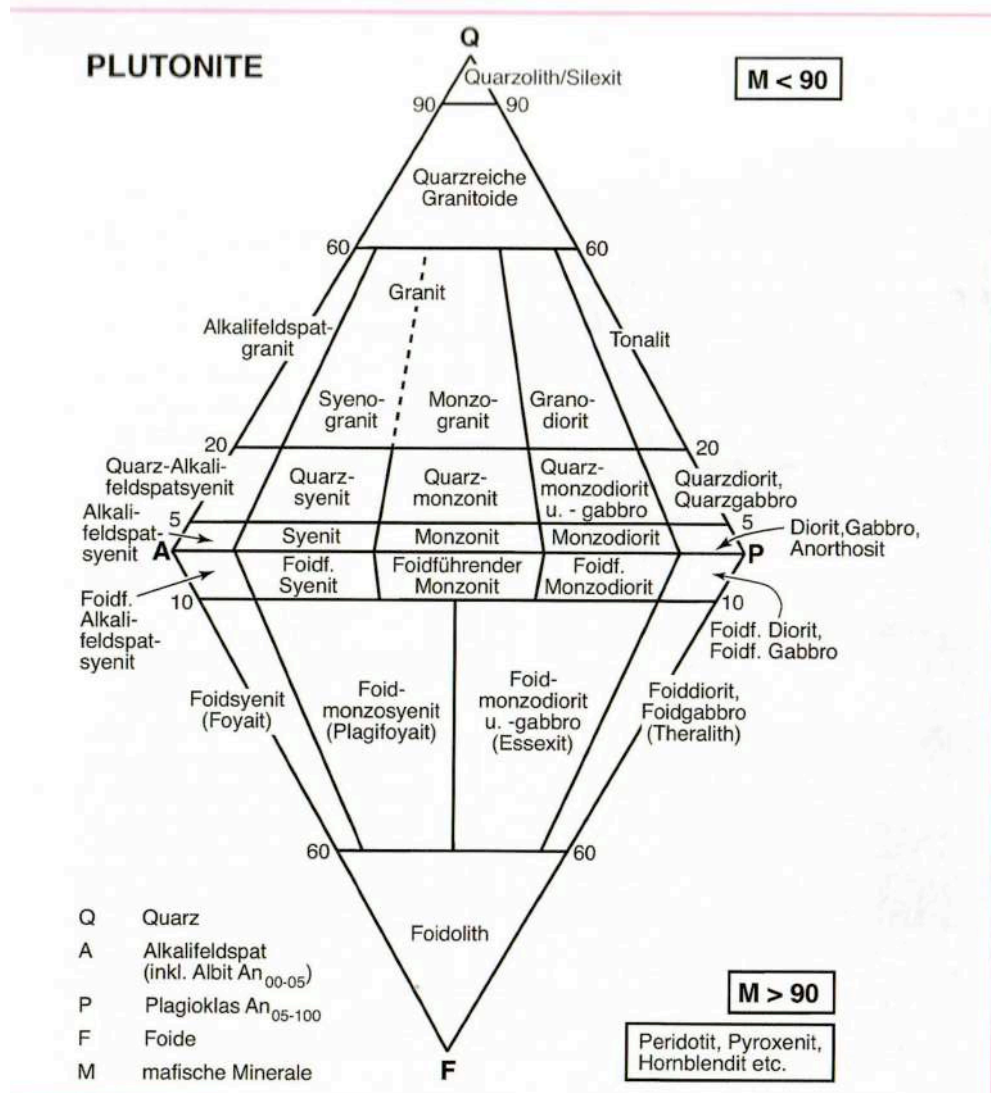 PLUTONITE
Q
M < 90
Quarzolith/Silexit
90
90
Quarzreiche
Granitoide
60
60
Granit
Alkalifeldspat-
granit
Tonalit
Syeno-
granit
Monzo-
granit
Grano-
diorit
20
20
Quarz-Alkali-
feldspatsyenit
Quarz-
syenit
Quarz-
monzonit
Quarz-
monzodiorit
u. - gabbro
Quarzdiorit,
Quarzgabbro
Alkali-
feldspat-
syenit
5
5
Syenit
Monzonit
Monzodiorit
Diorit,Gabbro,
Anorthosit
A
P
Foidf.
Syenit
Foidführender
Monzonit
Foidf.
Monzodiorit
Foidf.
Alkali-
feldspat-
syenit
10
10
Foidf. Diorit,
Foidf. Gabbro
Foidsyenit
(Foyait)
Foid-
monzosyenit
(Plagifoyait)
Foid-
monzodiorit
u. -gabbro
(Essexit)
Foiddiorit,
Foidgabbro
(Theralith)
60
60
Foidolith
F
Q Quarz
A Alkalifeldspat
(inkl. Albit An00-05)
P Plagioklas An05-100
F Foide
M mafische Minerale
M > 90
Peridotit, Pyroxenit,
Hornblendit etc.